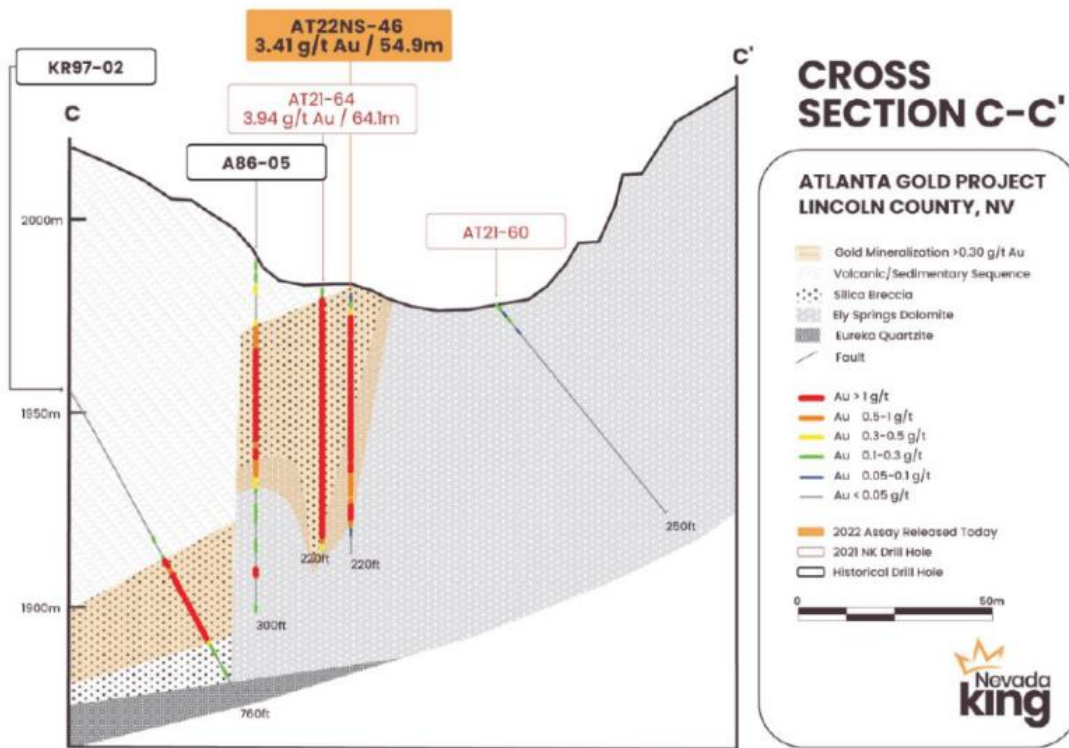 AT22NS-46
3.41 g/t Au / 54.9m
KR97-02
C
AT21-64
3.94 g/t Au / 64.1m
A86-05
AT21-60
C'
2000m
1950m
1900m
220ft
220ft
250ft
300ft
760ft
CROSS
SECTION C-C'
ATLANTA GOLD PROJECT
LINCOLN COUNTY, NV
Gold Mineralization >0.30 g/t Au
Volcanic/Sedimentary Sequence
Silica Breccia
Ely Springs Dolomite
Eureka Quartzite
Fault
Au > 1 g/t
Au 0.5-1 g/t
Au 0.3-0.5 g/t
Au 0.1-0.3 g/t
Au 0.05-0.1 g/t
Au < 0.05 g/t
2022 Assay Released Today
2021 NK Drill Hole
Historical Drill Hole
0 50m
Nevada
king